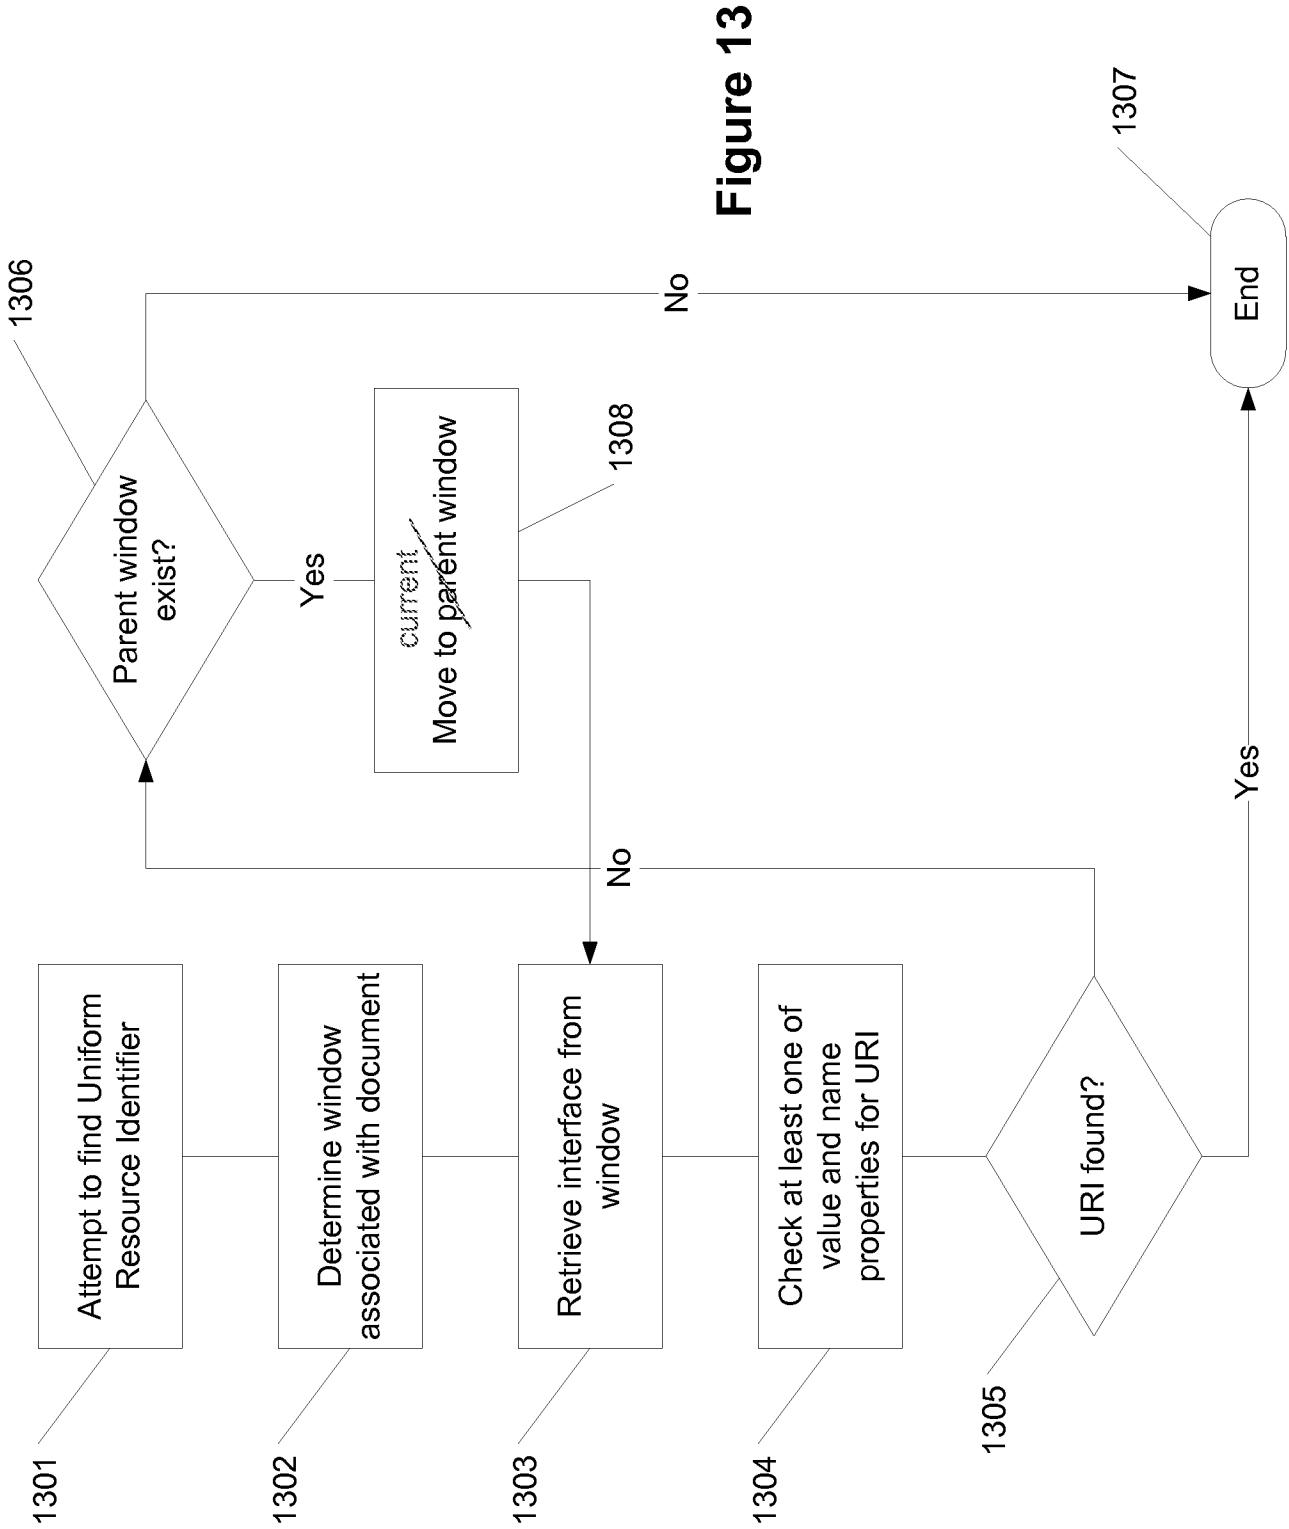 1301
Attempt to find Uniform
Resource Identifier
1302
Determine window
associated with document
1303
Retrieve interface from
window
1304
Check at least one of
value and name
properties for URI
1305
URI found?
No
Yes
1306
Parent window
exist?
Yes
No
current
Move to parent window
1308
End
1307
Figure 13